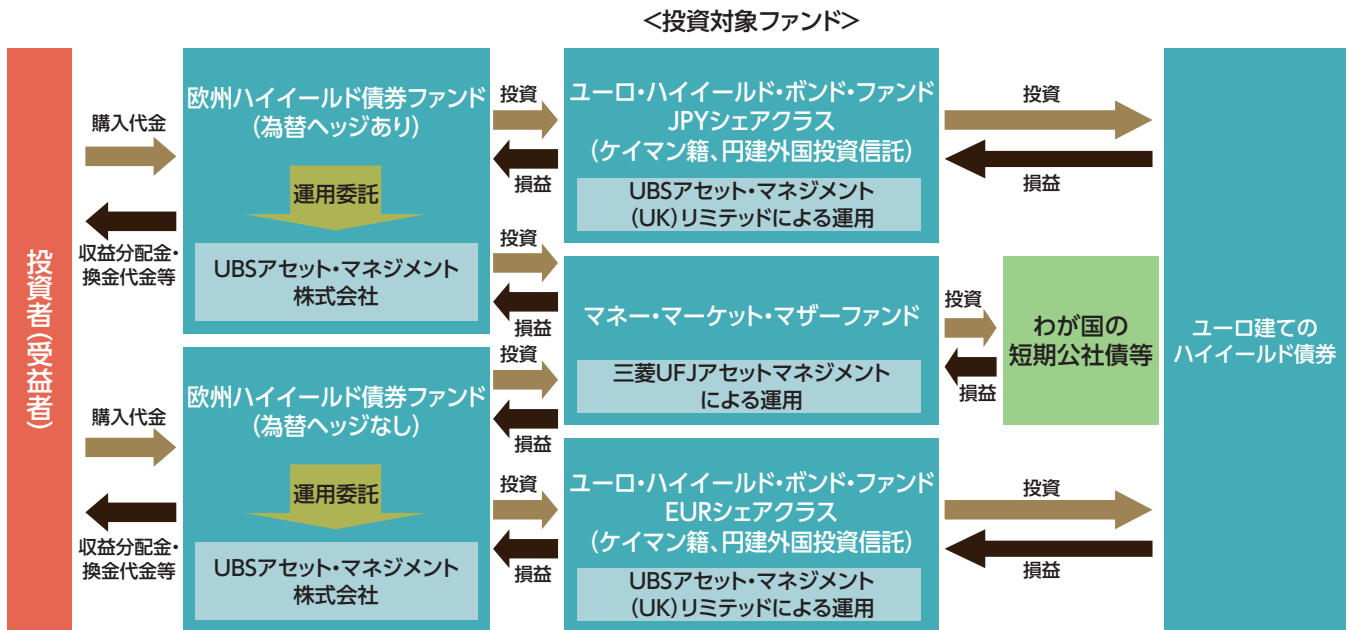 ＜投資対象ファンド＞
投資者（受益者）
購入代金
収益分配金・
換金代金等
欧州ハイイールド債券ファンド
（為替ヘッジあり）
運用委託
UBSアセット・マネジメント
株式会社
投資
損益
ユーロ・ハイイールド・ボンド・ファンド
JPYシェアクラス
（ケイマン籍、円建外国投資信託）
UBSアセット・マネジメント
（UK）リミテッドによる運用
投資
損益
投資
損益
マネー・マーケット・マザーファンド
三菱UFJアセットマネジメント
による運用
投資
損益
わが国の
短期公社債等
ユーロ建ての
ハイイールド債券
購入代金
収益分配金・
換金代金等
欧州ハイイールド債券ファンド
（為替ヘッジなし）
運用委託
UBSアセット・マネジメント
株式会社
投資
損益
投資
損益
ユーロ・ハイイールド・ボンド・ファンド
EURシェアクラス
（ケイマン籍、円建外国投資信託）
UBSアセット・マネジメント
（UK）リミテッドによる運用
投資
損益